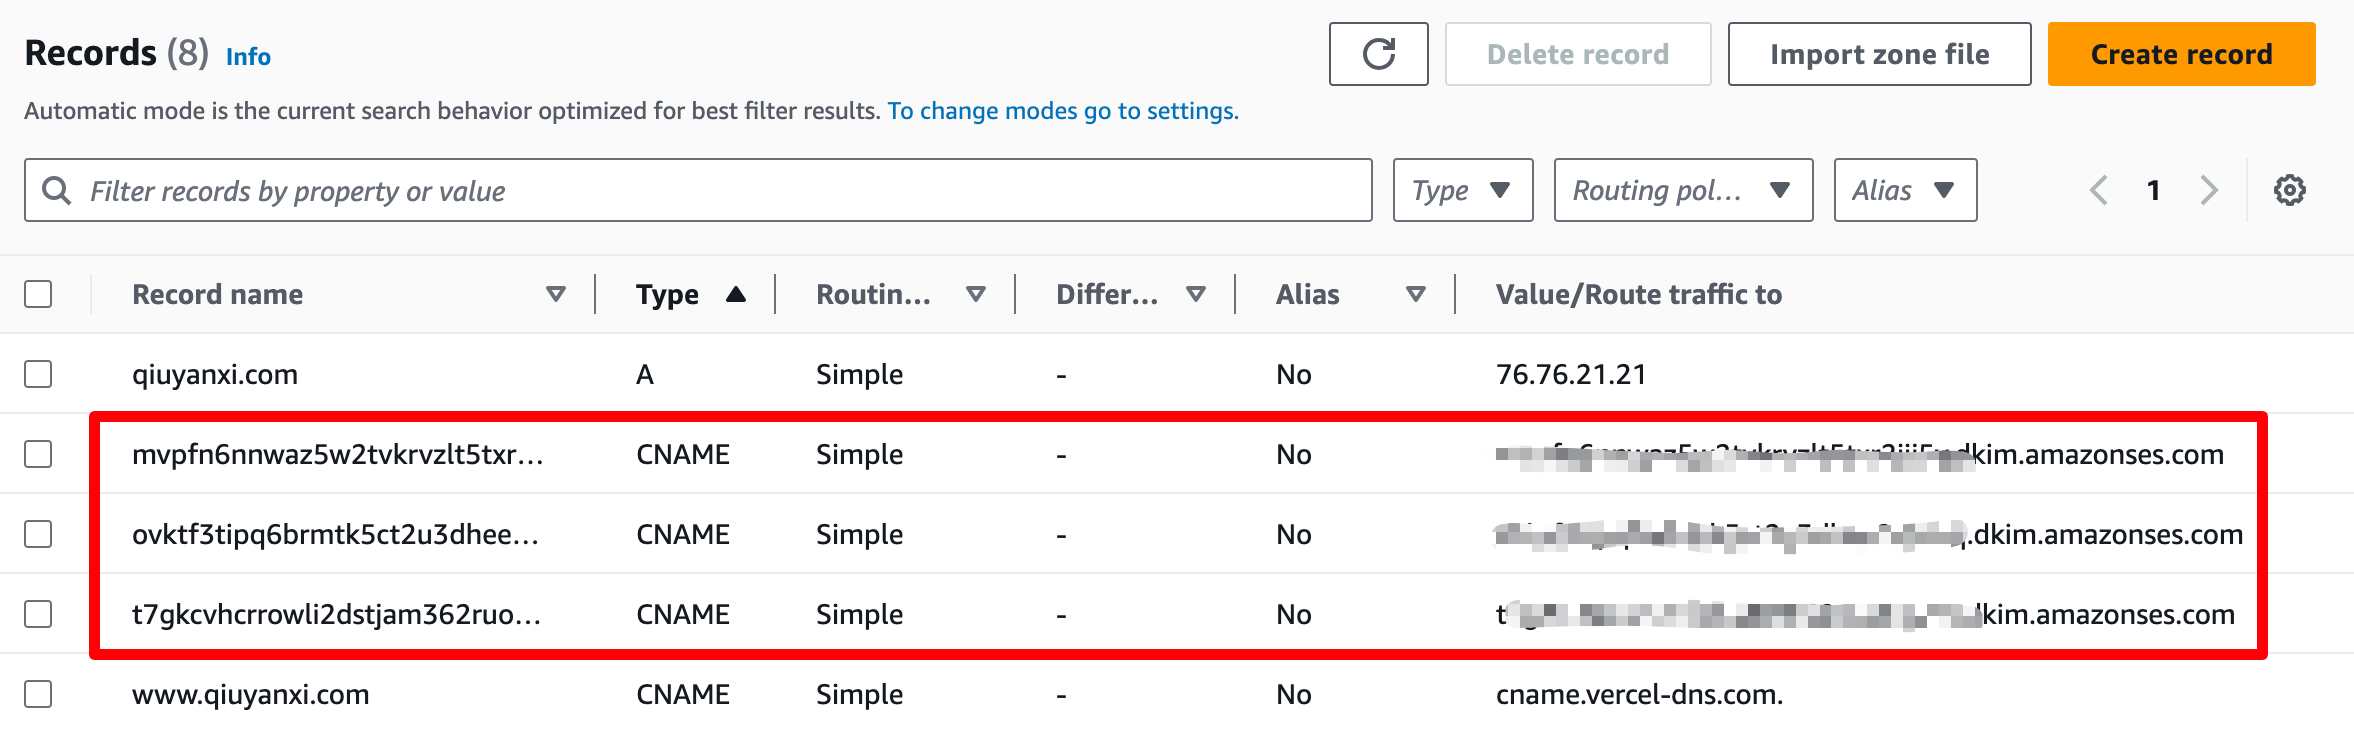 Records (8) Info
Delete record
Import zone file
Create record
Automatic mode is the current search behavior optimized for best filter results. To change modes go to settings.
Filter records by property or value
Type
Routing pol...
Alias
1
Record name Type Routin... Differ... Alias Value/Route traffic to
qiuyanxi.com A Simple - No 76.76.21.21
mvpfn6nnwaz5w2tvkrvzlt5txr... CNAME Simple - No dkim.amazonses.com
ovktf3tipq6brmtk5ct2u3dhee... CNAME Simple - No .dkim.amazonses.com
t7gkcvhcrrowli2dstjam362ruo... CNAME Simple - No kim.amazonses.com
www.qiuyanxi.com CNAME Simple - No cname.vercel-dns.com.